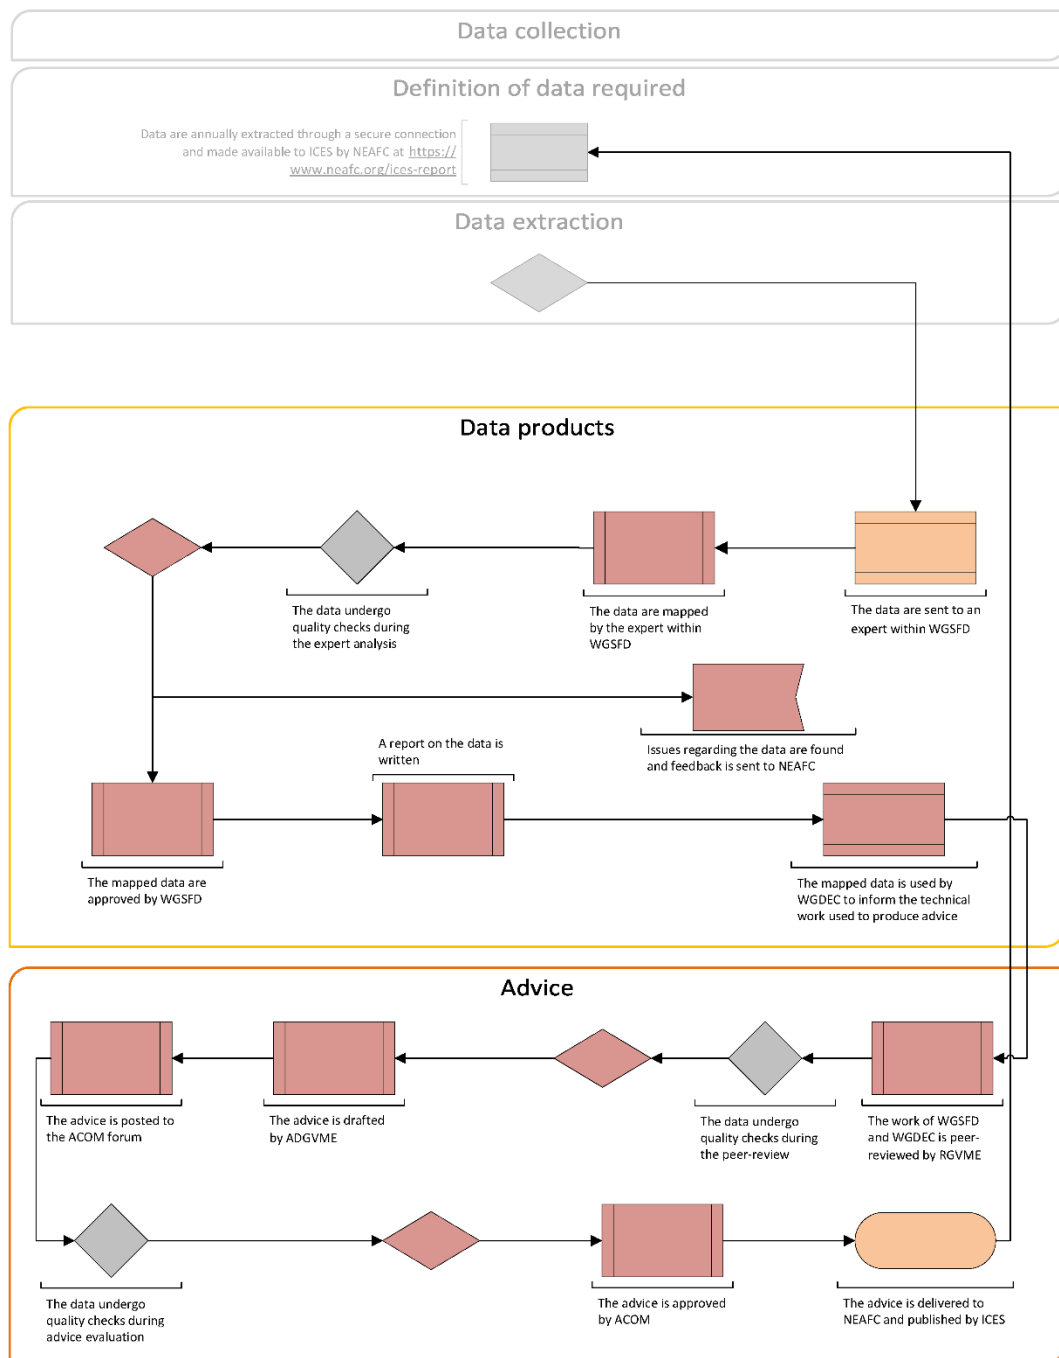 Data collection
Definition of data required
Data are annually extracted through a secure connection
and made available to ICES by NEAFC at https://
www.neafc.org/ices-report
Data extraction
Data products
The data undergo
quality checks during
the expert analysis
The data are mapped
by the expert within
WGSFD
The data are sent to an
expert within WGSFD
Issues regarding the data are found
and feedback is sent to NEAFC
A report on the data is
written
The mapped data are
approved by WGSFD
The mapped data is used by
WGDEC to inform the technical
work used to produce advice
Advice
The advice is posted to
the ACOM forum
The advice is drafted
by ADGVME
The data undergo
quality checks during
the peer-review
The work of WGSFD
and WGDEC is peer-
reviewed by RGVME
The data undergo
quality checks during
advice evaluation
The advice is approved
by ACOM
The advice is delivered to
NEAFC and published by ICES